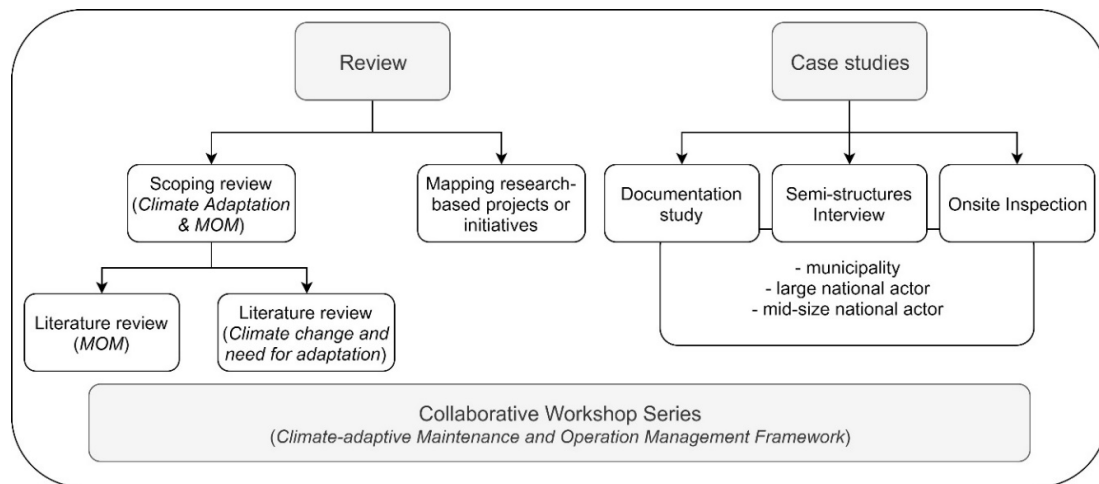 Review
Case studies
Scoping review
(Climate Adaptation
& MOM)
Mapping research-
based projects or
initiatives
Documentation
study
Semi-structures
Interview
Onsite Inspection
- municipality
- large national actor
- mid-size national actor
Literature review
(MOM)
Literature review
(Climate change and
need for adaptation)
Collaborative Workshop Series
(Climate-adaptive Maintenance and Operation Management Framework)